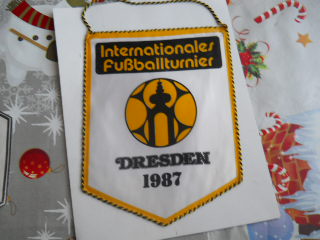 Internationales
Fußballturnier
DRESDEN
1987